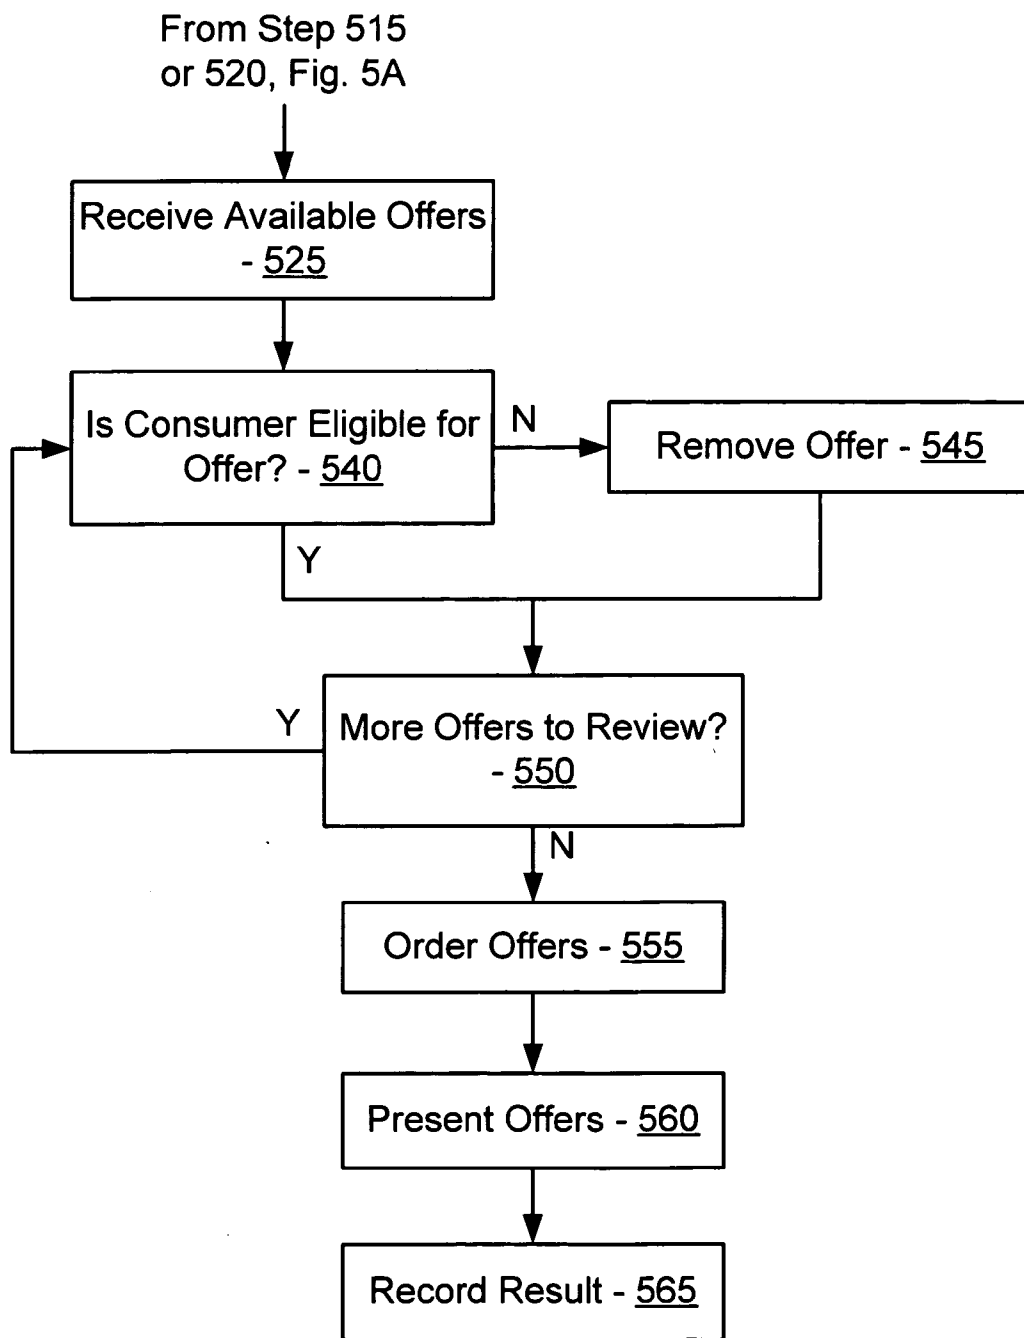 From Step 515
or 520, Fig. 5A
Receive Available Offers
- 525
Is Consumer Eligible for
Offer? - 540
N
Remove Offer - 545
Y
More Offers to Review?
- 550
Y
N
Order Offers - 555
Present Offers - 560
Record Result - 565